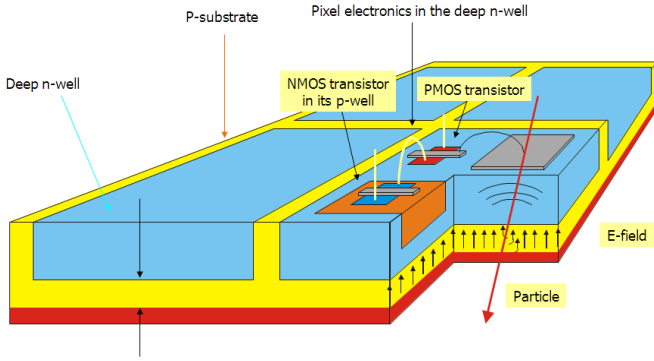 Pixel electronics in the deep n-well
P-substrate
Deep n-well
NMOS transistor
in its p-well
PMOS transistor
E-field
Particle